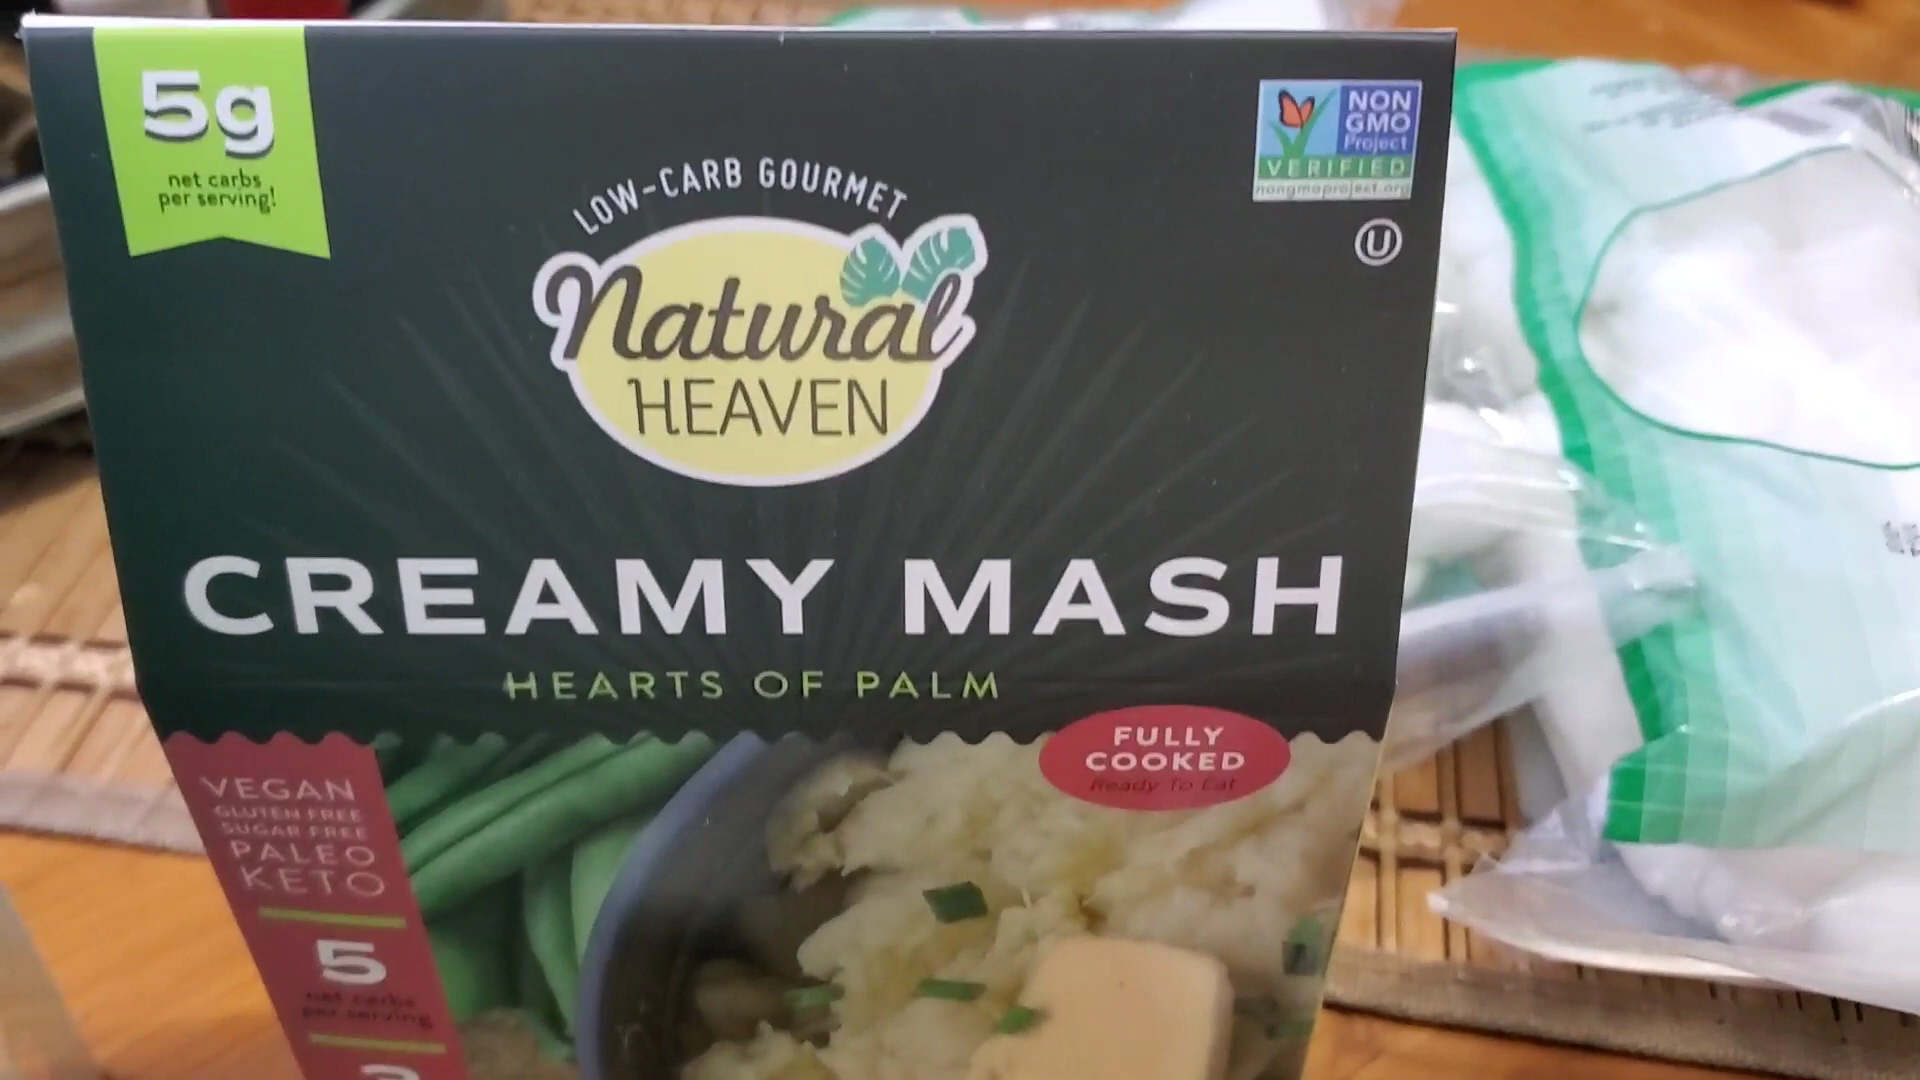 5g
net carbs
per serving!
LOW-CARB GOURMET
Natural
HEAVEN
NON
GMO
Project
VERIFIED
nongmoproject.org
U
CREAMY MASH
HEARTS OF PALM
FULLY
COOKED
Ready To Eat
VEGAN
GLUTEN FREE
SUGAR FREE
PALEO
KETO
5
net carbs
per serving